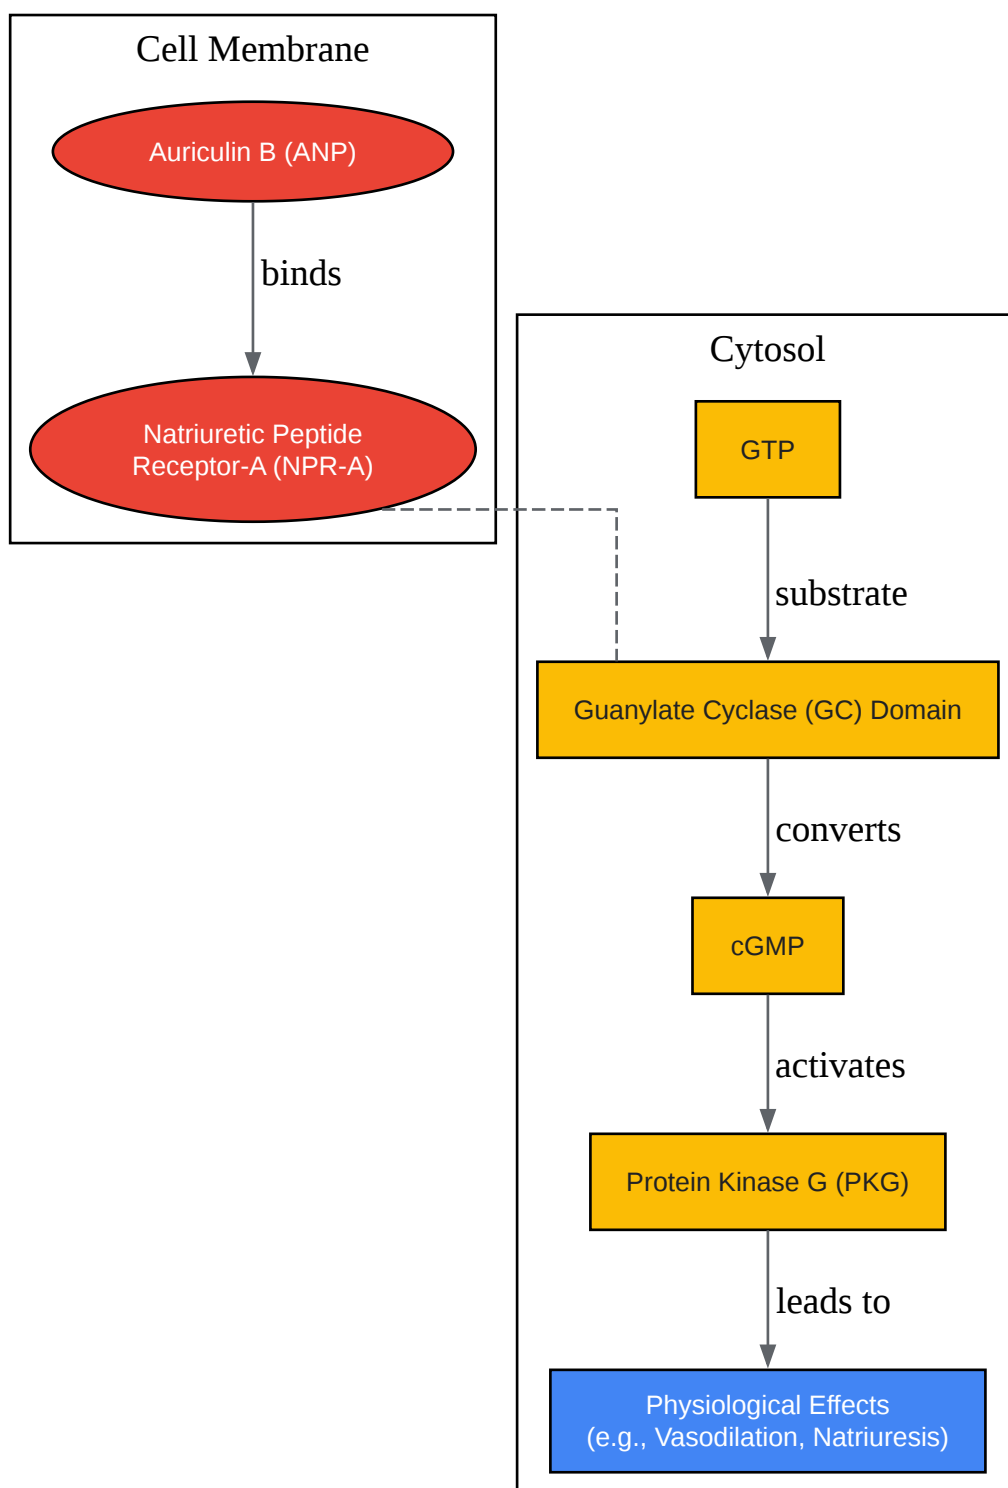 Cell Membrane
Auriculin B (ANP)
binds
Natriuretic Peptide
Receptor-A (NPR-A)
Cytosol
GTP
substrate
Guanylate Cyclase (GC) Domain
converts
cGMP
activates
Protein Kinase G (PKG)
leads to
Physiological Effects
(e.g., Vasodilation, Natriuresis)